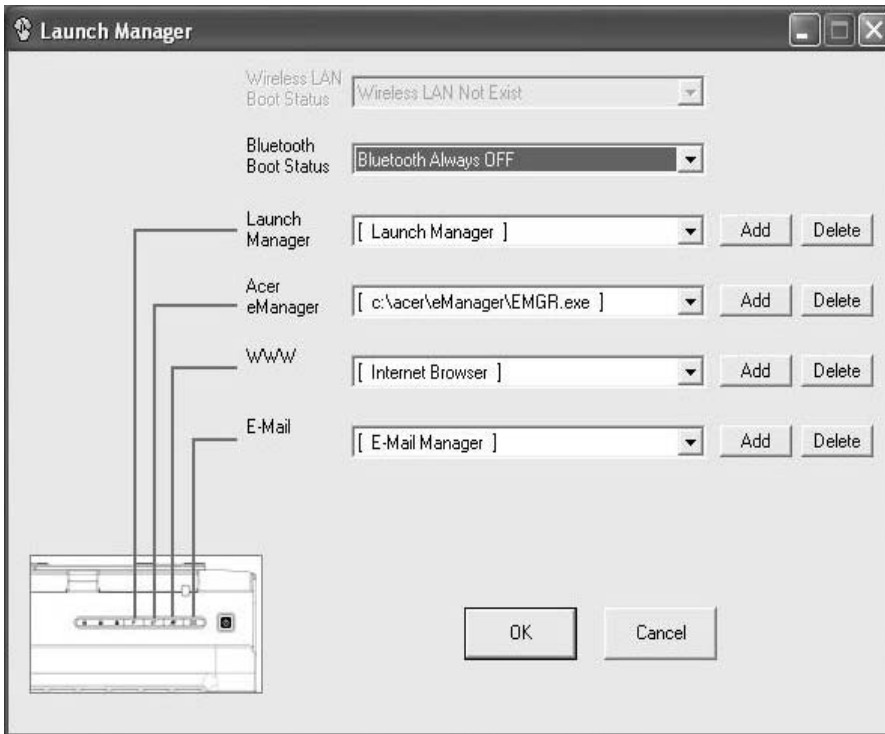 Launch Manager
Wireless LAN
Boot Status
Wireless LAN Not Exist
Bluetooth
Boot Status
Bluetooth Always OFF
Launch
Manager
[ Launch Manager ]
Add
Delete
Acer
eManager
[ c:\acer\eManager\EMGR.exe ]
Add
Delete
WWW
[ Internet Browser ]
Add
Delete
E-Mail
[ E-Mail Manager ]
Add
Delete
OK
Cancel